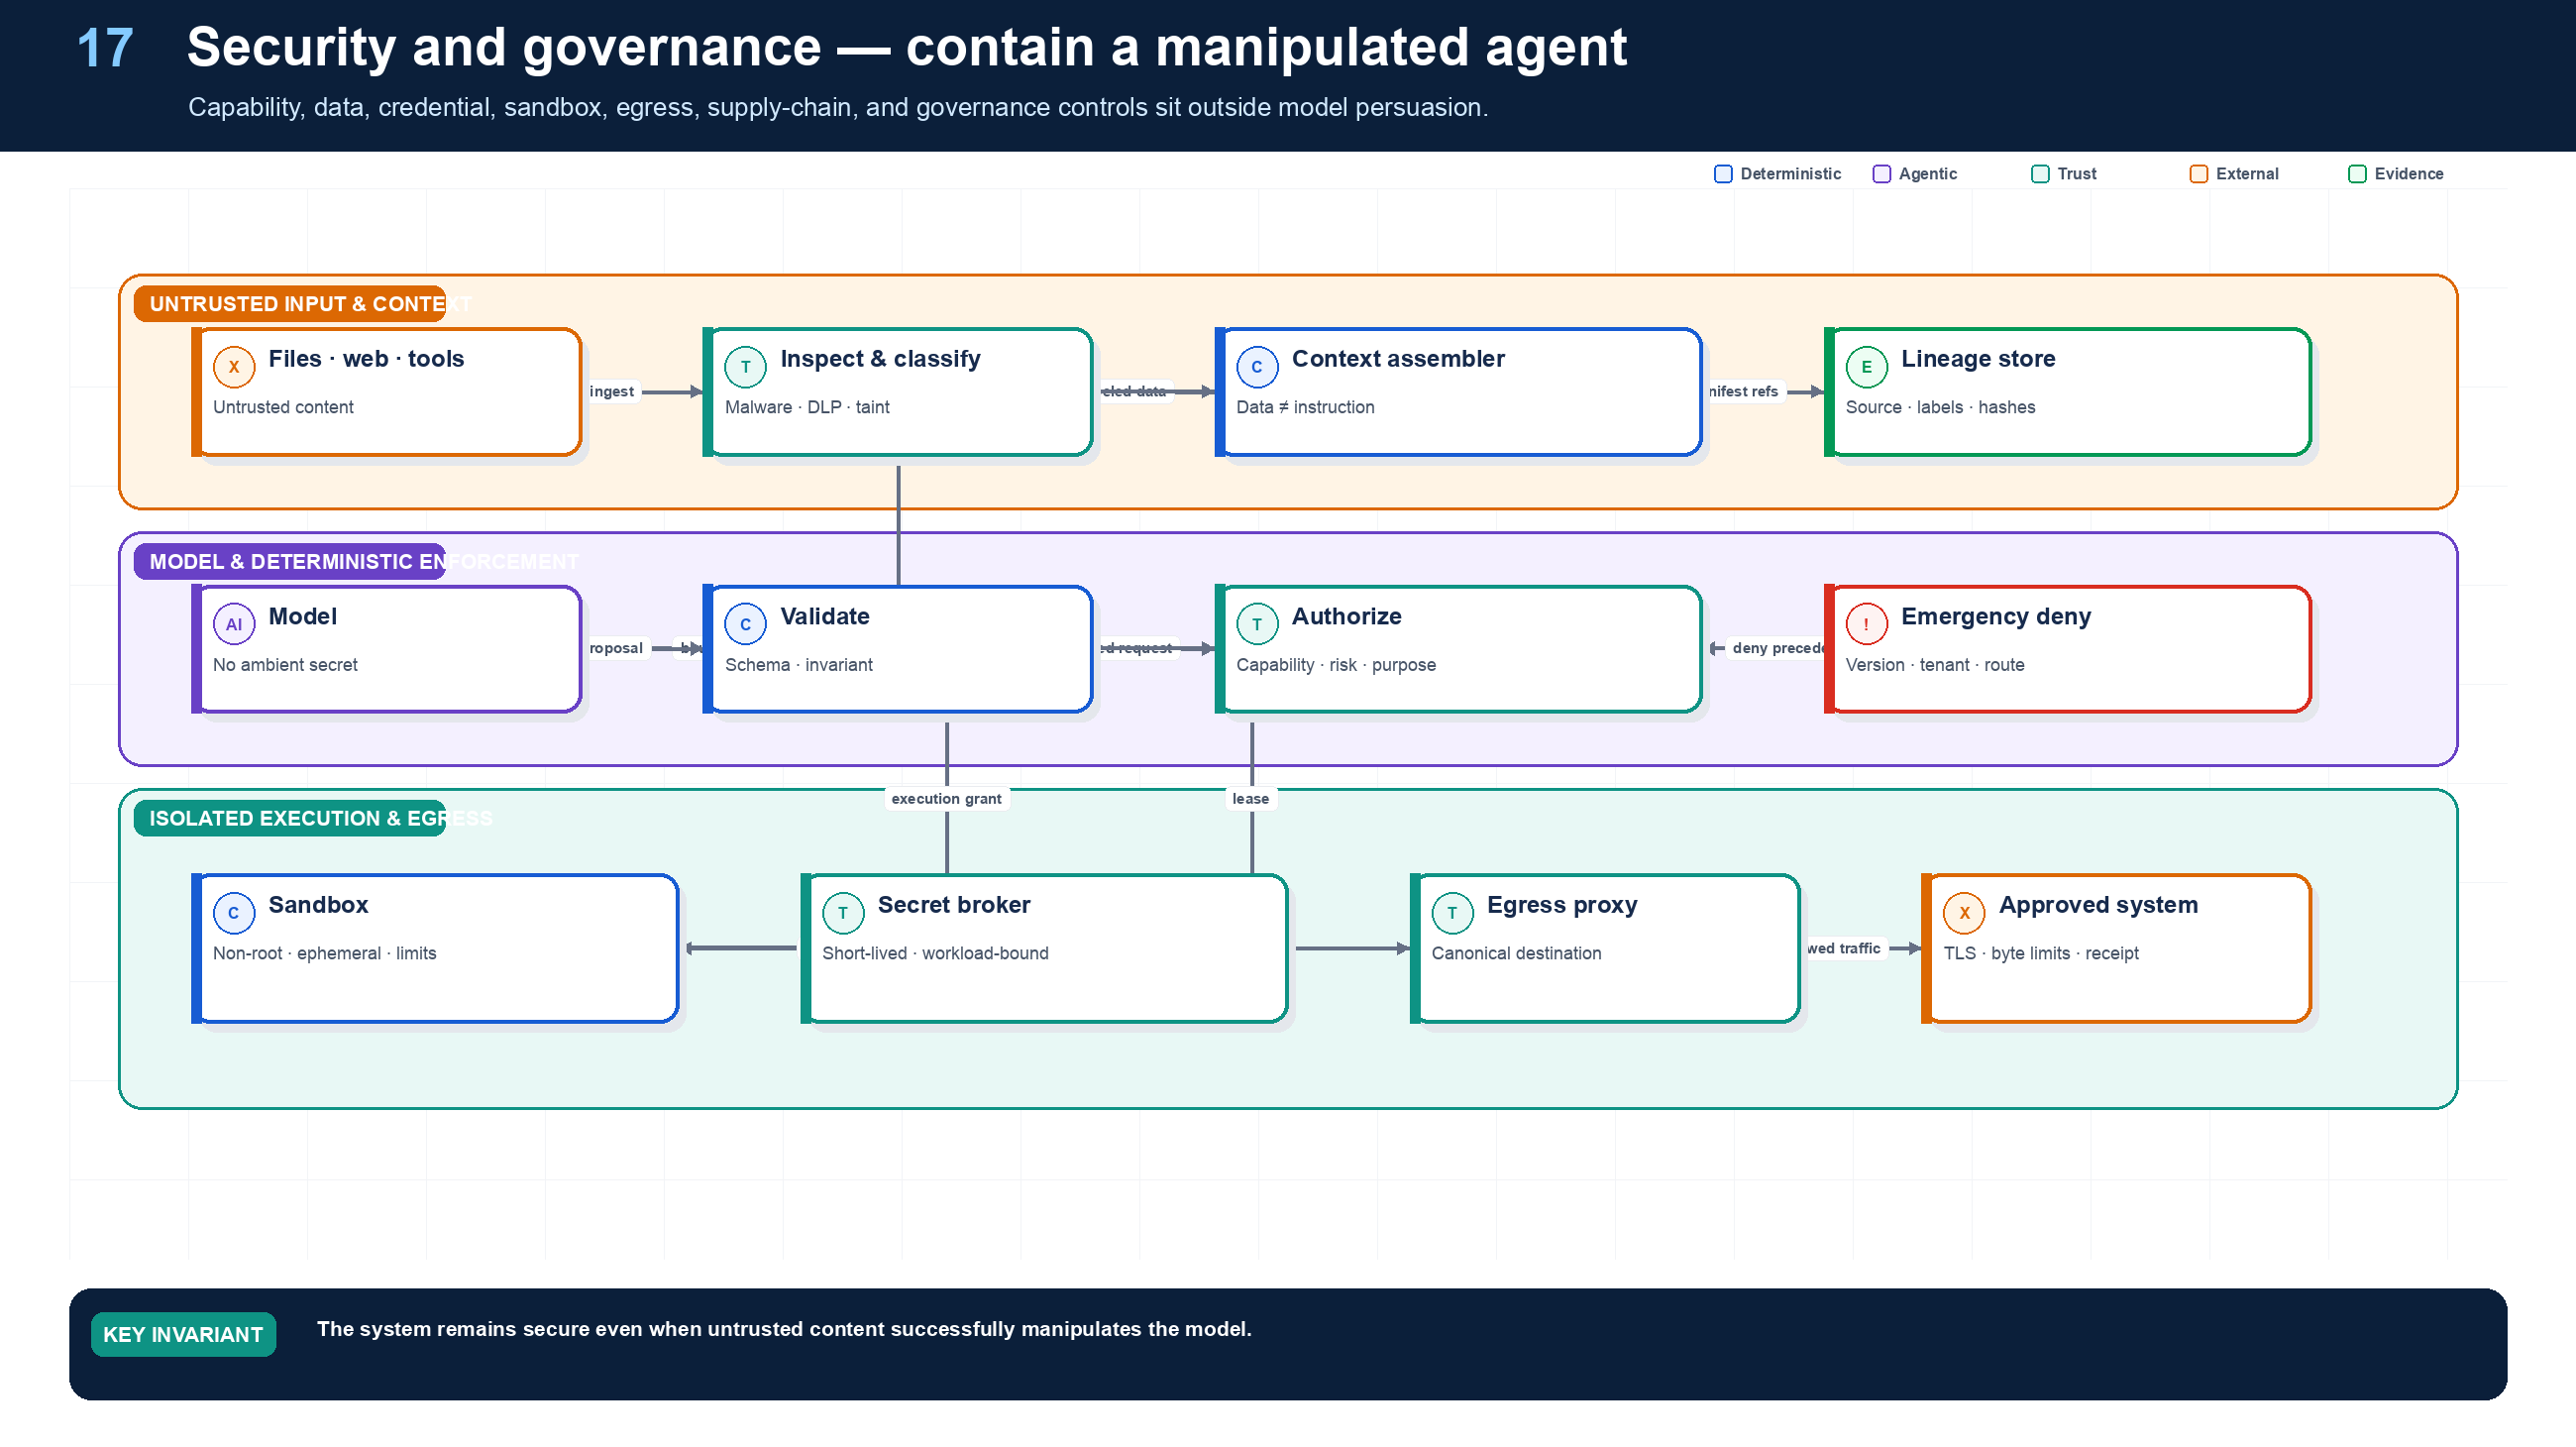 17
Security and governance — contain a manipulated agent
Capability, data, credential, sandbox, egress, supply-chain, and governance controls sit outside model persuasion.
Deterministic
Agentic
Trust
External
Evidence
UNTRUSTED INPUT & CONTEXT
X
Files · web · tools
Untrusted content
ingest
T
Inspect & classify
Malware · DLP · taint
data
C
Context assembler
Data ≠ instruction
refs
E
Lineage store
Source · labels · hashes
MODEL & DETERMINISTIC ENFORCEMENT
AI
Model
No ambient secret
C
Validate
Schema · invariant
request
T
Authorize
Capability · risk · purpose
deny
!
Emergency deny
Version · tenant · route
execution grant
lease
ISOLATED EXECUTION & EGRESS
C
Sandbox
Non-root · ephemeral · limits
T
Secret broker
Short-lived · workload-bound
T
Egress proxy
Canonical destination
traffic
X
Approved system
TLS · byte limits · receipt
KEY INVARIANT
The system remains secure even when untrusted content successfully manipulates the model.